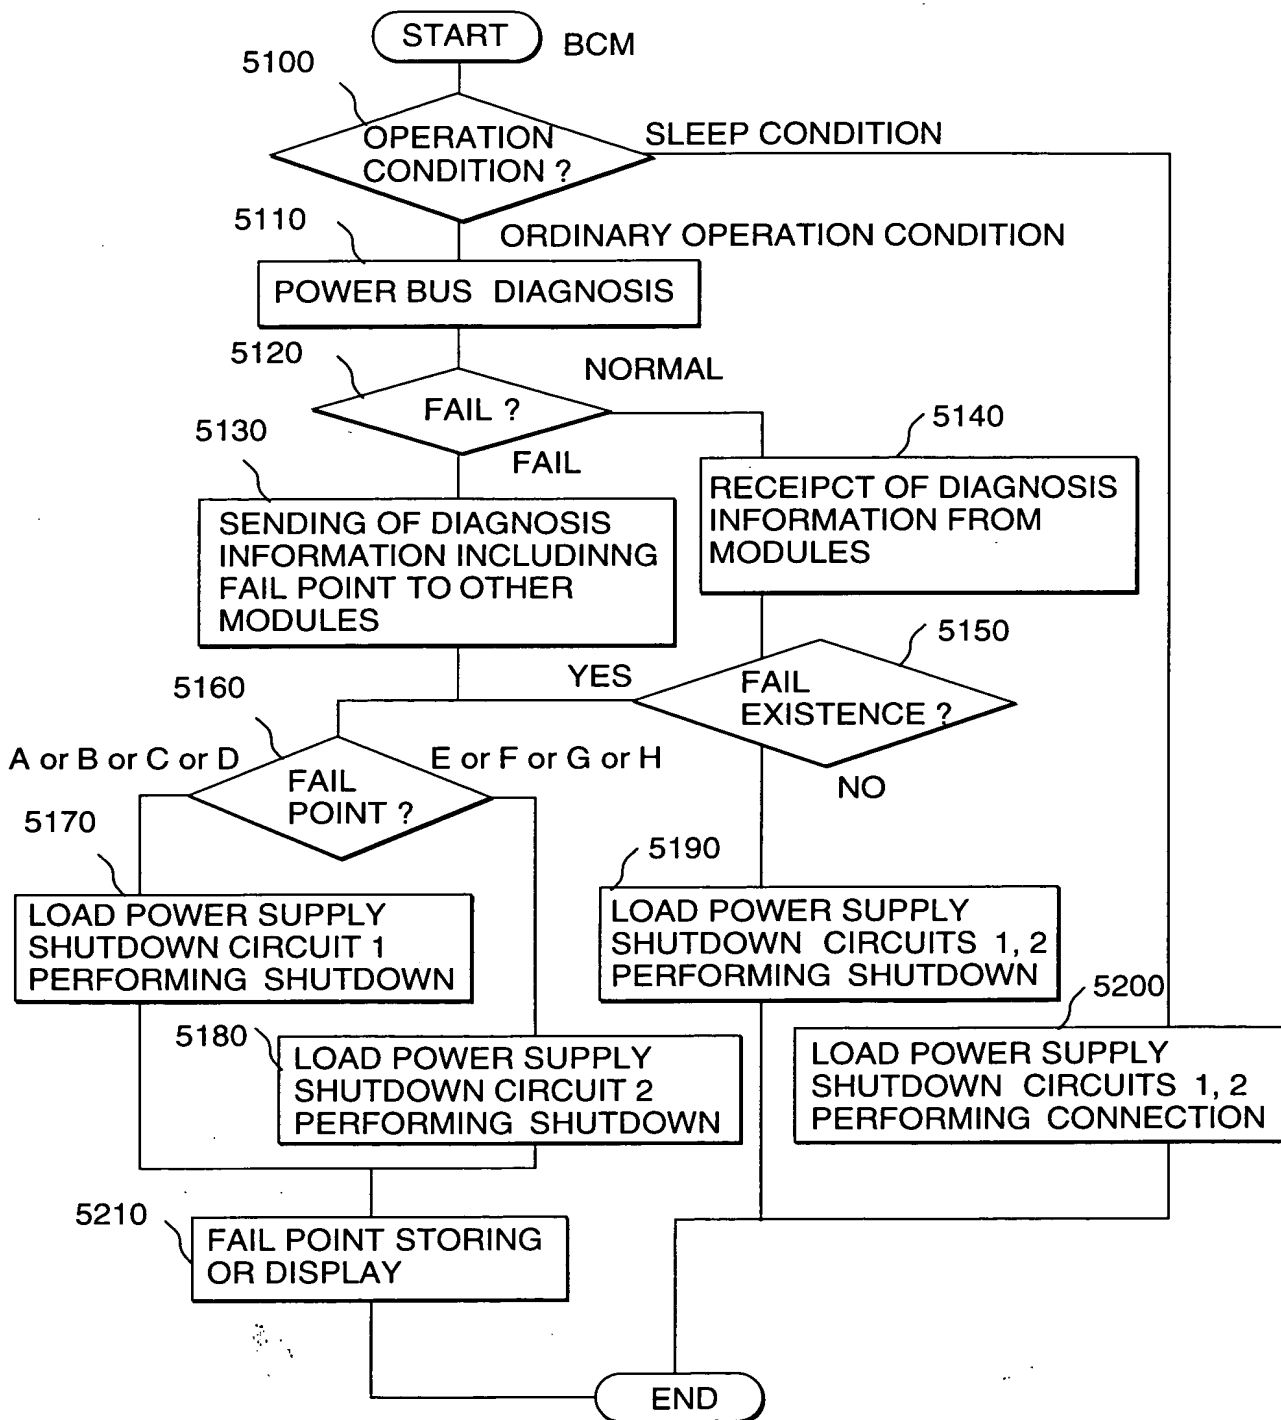 START
BCM
5100
OPERATION
CONDITION ?
SLEEP CONDITION
5110
ORDINARY OPERATION CONDITION
POWER BUS DIAGNOSIS
5120
NORMAL
FAIL ?
5130
FAIL
5140
SENDING OF DIAGNOSIS
INFORMATION INCLUDINNG
FAIL POINT TO OTHER
MODULES
RECEIPCT OF DIAGNOSIS
INFORMATION FROM
MODULES
5150
YES
FAIL
EXISTENCE ?
NO
5160
A or B or C or D
E or F or G or H
FAIL
POINT ?
5170
LOAD POWER SUPPLY
SHUTDOWN CIRCUIT 1
PERFORMING SHUTDOWN
5190
LOAD POWER SUPPLY
SHUTDOWN CIRCUITS 1, 2
PERFORMING SHUTDOWN
5180
LOAD POWER SUPPLY
SHUTDOWN CIRCUIT 2
PERFORMING SHUTDOWN
5200
LOAD POWER SUPPLY
SHUTDOWN CIRCUITS 1, 2
PERFORMING CONNECTION
5210
FAIL POINT STORING
OR DISPLAY
END